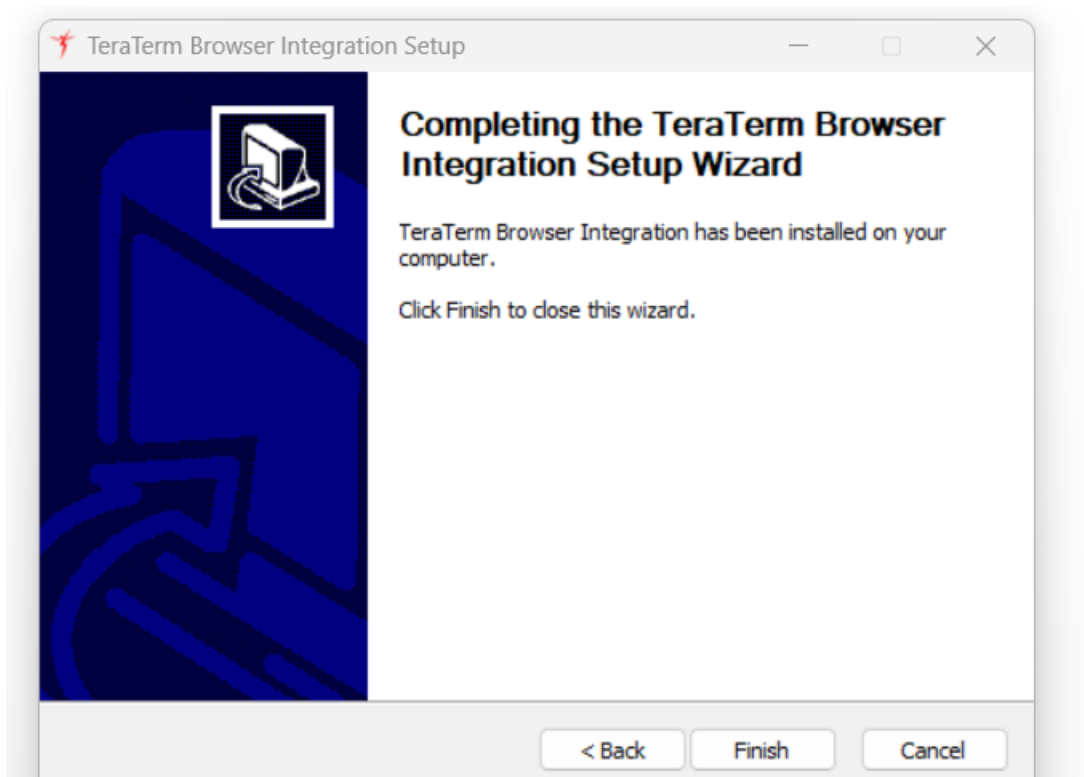 TeraTerm Browser Integration Setup
Completing the TeraTerm Browser
Integration Setup Wizard
TeraTerm Browser Integration has been installed on your
computer.
Click Finish to close this wizard.
< Back
Finish
Cancel